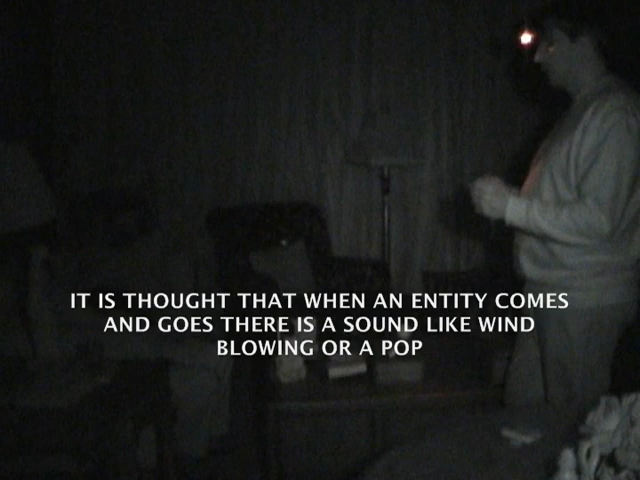 IT IS THOUGHT THAT WHEN AN ENTITY COMES
AND GOES THERE IS A SOUND LIKE WIND
BLOWING OR A POP